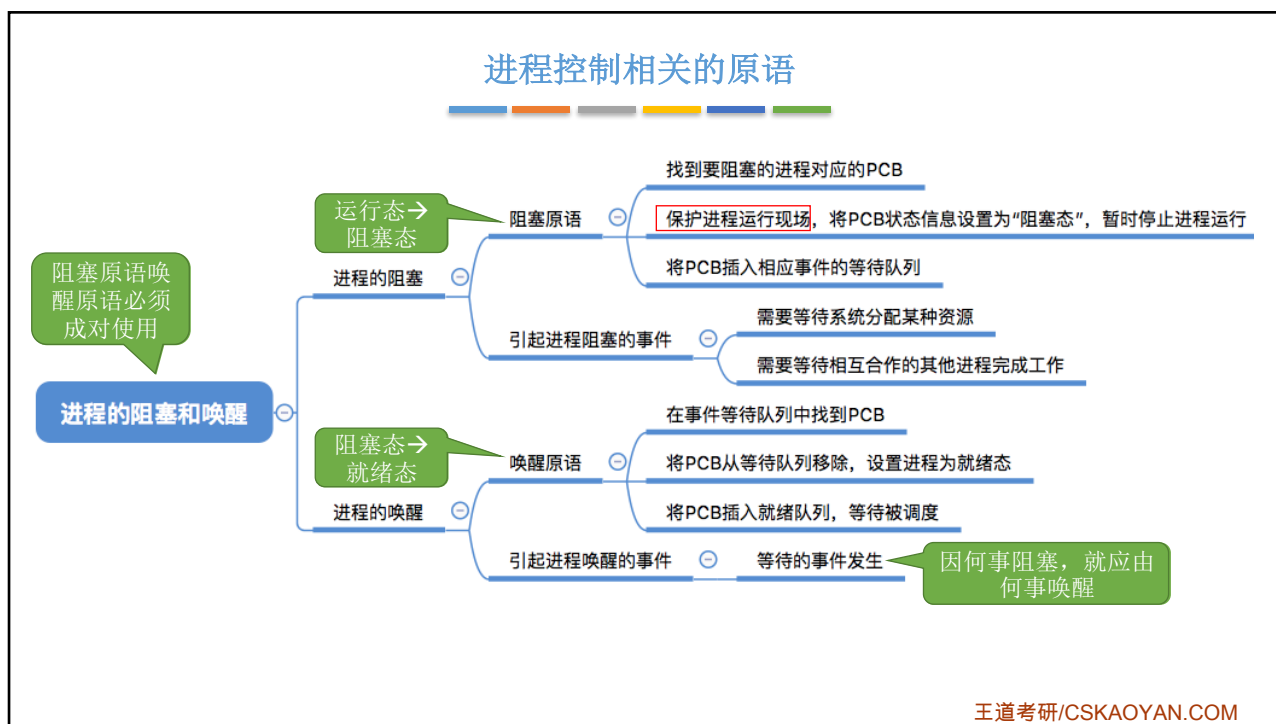 进程控制相关的原语
找到要阻塞的进程对应的PCB
运行态→
阻塞态
阻塞原语
保护进程运行现场，将PCB状态信息设置为“阻塞态”，暂时停止进程运行
将PCB插入相应事件的等待队列
进程的阻塞
引起进程阻塞的事件
需要等待系统分配某种资源
需要等待相互合作的其他进程完成工作
阻塞原语唤
醒原语必须
成对使用
进程的阻塞和唤醒
阻塞态→
就绪态
唤醒原语
在事件等待队列中找到PCB
将PCB从等待队列移除，设置进程为就绪态
将PCB插入就绪队列，等待被调度
进程的唤醒
引起进程唤醒的事件
等待的事件发生
因何事阻塞，就应由
何事唤醒
王道考研/CSKAOYAN.COM